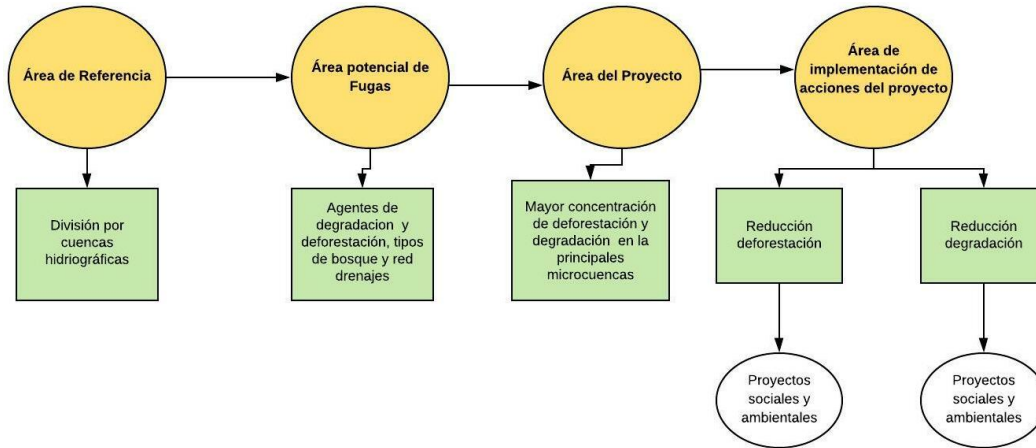 Área de Referencia
Área potencial de
Fugas
Área del Proyecto
Área de
implementación de
acciones del proyecto
División por
cuencas
hidriográficas
Agentes de
degradacion y
deforestación, tipos
de bosque y red
drenajes
Mayor concentración
de deforestación y
degradación en la
principales
microcuencas
Reducción
deforestación
Reducción
degradación
Proyectos
sociales y
ambientales
Proyectos
sociales y
ambientales